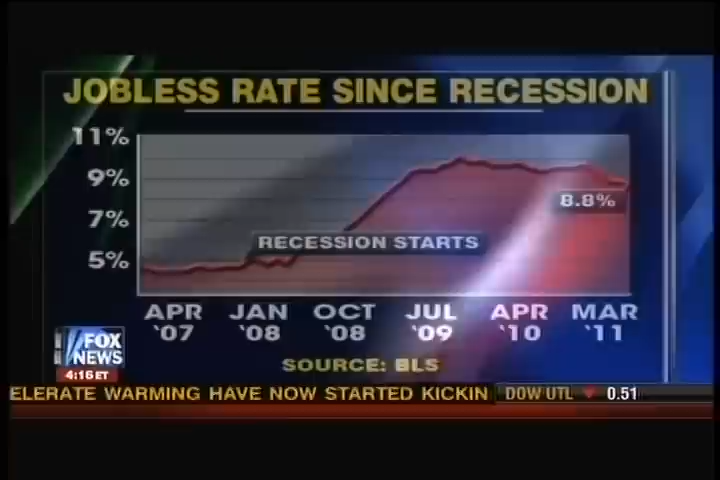 JOBLESS RATE SINCE RECESSION
11%
9%
7%
5%
8.8%
RECESSION STARTS
APR '07
JAN '08
OCT '08
JUL '09
APR '10
MAR '11
SOURCE: BLS
FOX
NEWS
4:16 ET
ELERATE WARMING HAVE NOW STARTED KICKIN
DOW UTL ▼ 0.51